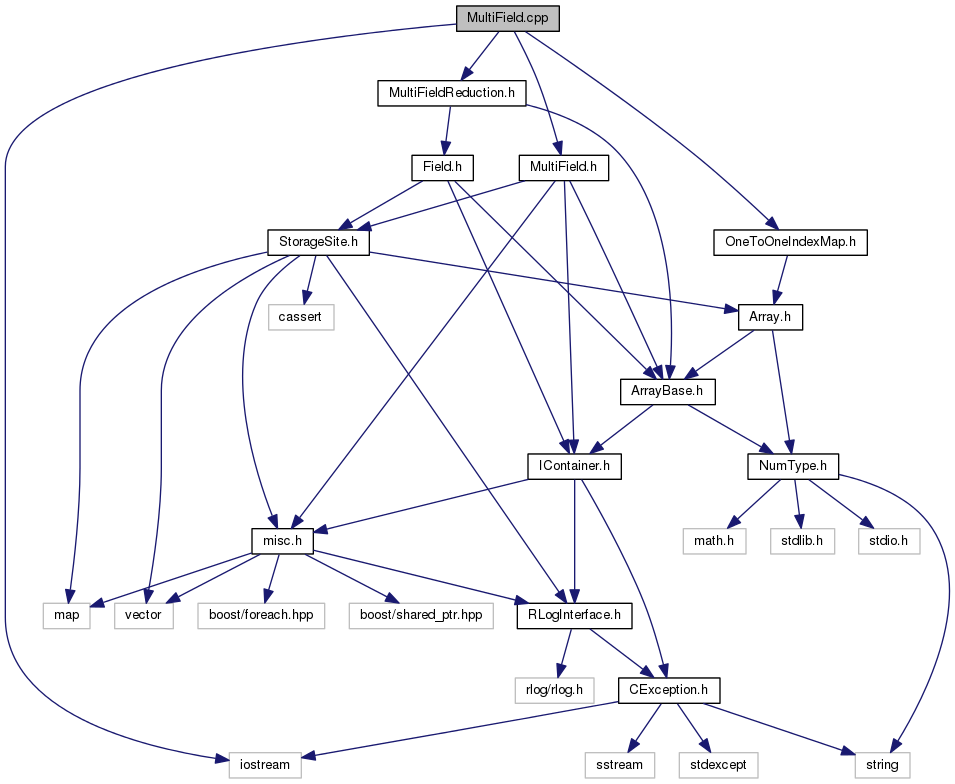 MultiField.cpp
MultiFieldReduction.h
Field.h
MultiField.h
StorageSite.h
OneToOneIndexMap.h
cassert
Array.h
ArrayBase.h
IContainer.h
NumType.h
misc.h
math.h
stdlib.h
stdio.h
map
vector
boost/foreach.hpp
boost/shared_ptr.hpp
RLogInterface.h
rlog/rlog.h
CException.h
iostream
sstream
stdexcept
string